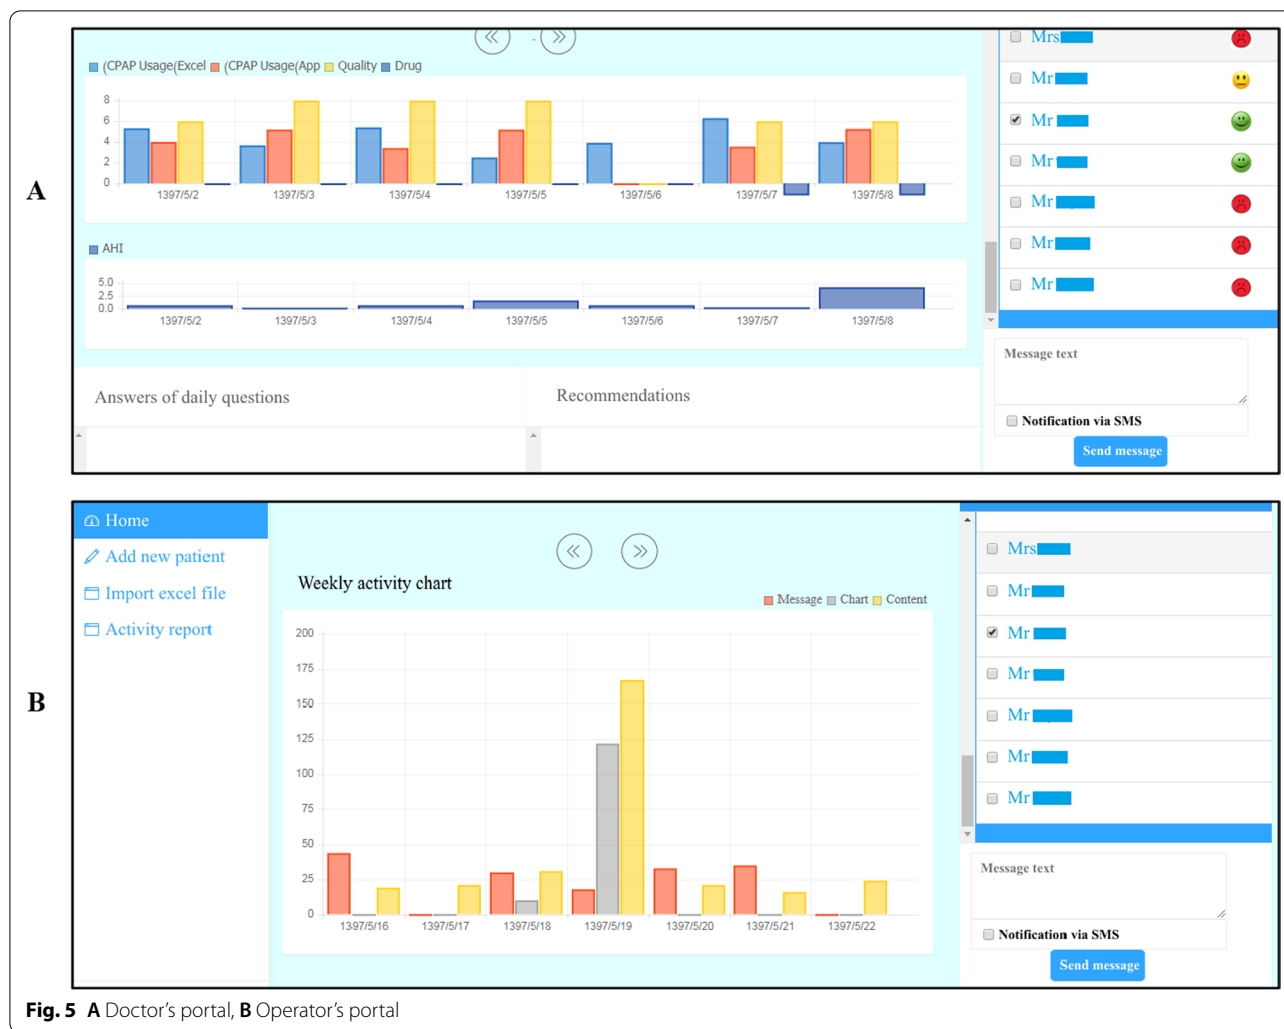 (CPAP Usage(Excel (CPAP Usage(App Quality Drug
8
6
4
2
0
1397/5/2 1397/5/3 1397/5/4 1397/5/5 1397/5/6 1397/5/7 1397/5/8
AHI
5.0
2.5
0.0
1397/5/2 1397/5/3 1397/5/4 1397/5/5 1397/5/6 1397/5/7 1397/5/8
Answers of daily questions
Recommendations
Mrs
Mr
Mr
Mr
Mr
Mr
Mr
Message text
Notification via SMS
Send message
A
Home
Add new patient
Import excel file
Activity report
Weekly activity chart
Message Chart Content
200
175
150
125
100
75
50
25
0
1397/5/16 1397/5/17 1397/5/18 1397/5/19 1397/5/20 1397/5/21 1397/5/22
Mrs
Mr
Mr
Mr
Mr
Mr
Mr
Message text
Notification via SMS
Send message
B
Fig. 5 A Doctor's portal, B Operator's portal